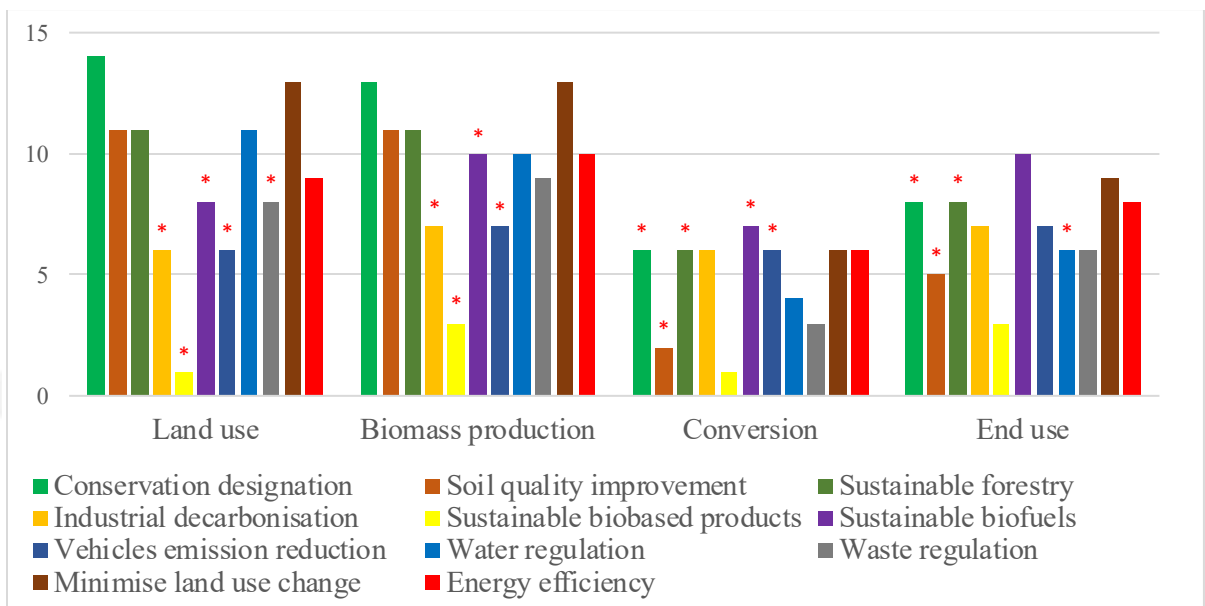 15
10
5
0
* * * * *
* * * *
* * * * *
* * * *
Land use Biomass production Conversion End use
Conservation designation Soil quality improvement Sustainable forestry
Industrial decarbonisation Sustainable biobased products Sustainable biofuels
Vehicles emission reduction Water regulation Waste regulation
Minimise land use change Energy efficiency